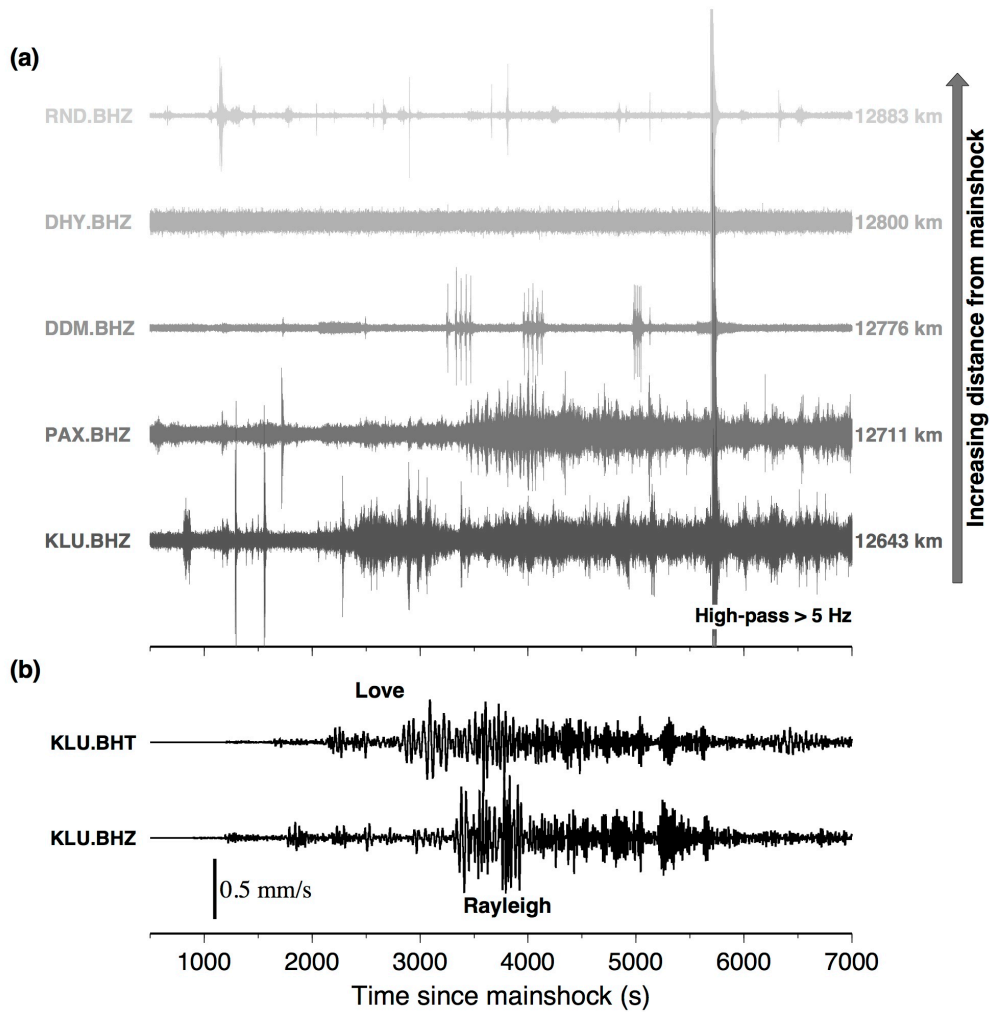 (a)
RND.BHZ 12883 km
DHY.BHZ 12800 km
DDM.BHZ 12776 km
PAX.BHZ 12711 km
KLU.BHZ 12643 km
Increasing distance from mainshock
High-pass > 5 Hz
(b)
Love
KLU.BHT
KLU.BHZ
0.5 mm/s
Rayleigh
1000 2000 3000 4000 5000 6000 7000
Time since mainshock (s)